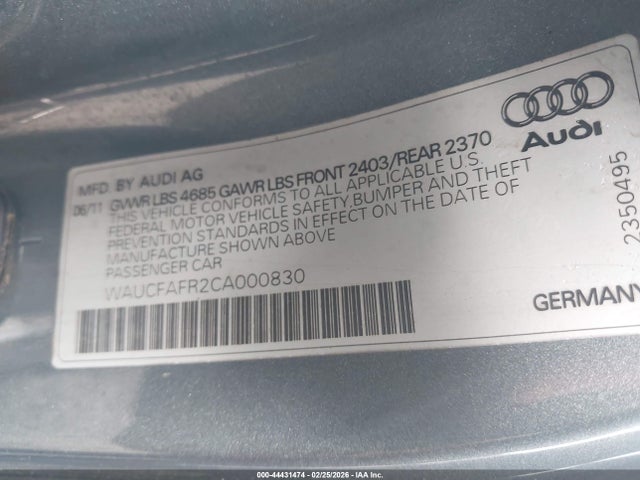 Audi
MFD. BY AUDI AG
06/11 GVWR LBS 4685 GAWR LBS FRONT 2403/REAR 2370
THIS VEHICLE CONFORMS TO ALL APPLICABLE U.S.
FEDERAL MOTOR VEHICLE SAFETY,BUMPER AND THEFT
PREVENTION STANDARDS IN EFFECT ON THE DATE OF
MANUFACTURE SHOWN ABOVE
PASSENGER CAR
WAUCFAFR2CA000830
GERMANY
2350495
000-44431474 | 02/25/2026 - IAA Inc.